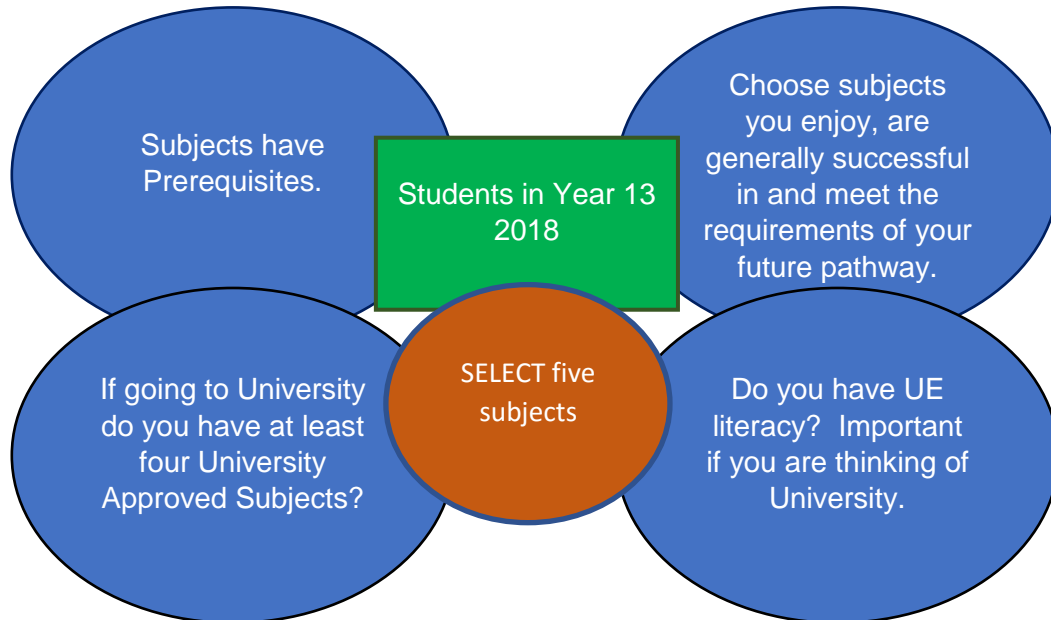 Subjects have
Prerequisites.
Students in Year 13
2018
Choose subjects
you enjoy, are
generally successful
in and meet the
requirements of your
future pathway.
If going to University
do you have at least
four University
Approved Subjects?
SELECT five
subjects
Do you have UE
literacy?  Important
if you are thinking of
University.